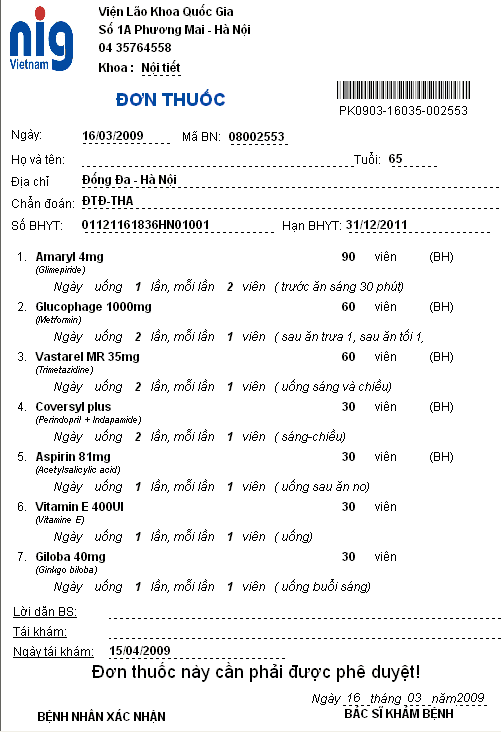 nig
Vietnam
Viện Lão Khoa Quốc Gia
Số 1A Phương Mai - Hà Nội
04 35764558
Khoa : Nội tiết
ĐƠN THUỐC
PK0903-16035-002553
Ngày: 16/03/2009 Mã BN: 08002553
Họ và tên: Tuổi: 65
Địa chỉ Đống Đa - Hà Nội
Chẩn đoán: ĐTĐ-THA
Số BHYT: 01121161836HN01001 Hạn BHYT: 31/12/2011
1. Amaryl 4mg 90 viên (BH)
(Glimepiride)
Ngày uống 1 lần, mỗi lần 2 viên ( trước ăn sáng 30 phút)
2. Glucophage 1000mg 60 viên (BH)
(Metformin)
Ngày uống 2 lần, mỗi lần 1 viên ( sau ăn trưa 1, sau ăn tối 1,
3. Vastarel MR 35mg 60 viên (BH)
(Trimetazidine)
Ngày uống 2 lần, mỗi lần 1 viên ( uống sáng và chiều)
4. Coversyl plus 30 viên (BH)
(Perindopril + Indapamide)
Ngày uống 2 lần, mỗi lần 1 viên ( sáng-chiều)
5. Aspirin 81mg 30 viên (BH)
(Acetylsalicylic acid)
Ngày uống 1 lần, mỗi lần 1 viên ( uống sau ăn no)
6. Vitamin E 400UI 30 viên
(Vitamine E)
Ngày uống 1 lần, mỗi lần 1 viên ( uống)
7. Giloba 40mg 30 viên
(Ginkgo biloba)
Ngày uống 1 lần, mỗi lần 1 viên ( uống buổi sáng)
Lời dặn BS:
Tái khám:
Ngày tái khám: 15/04/2009
Đơn thuốc này cần phải được phê duyệt!
Ngày 16 tháng 03 năm2009
BỆNH NHÂN XÁC NHẬN BÁC SĨ KHÁM BỆNH